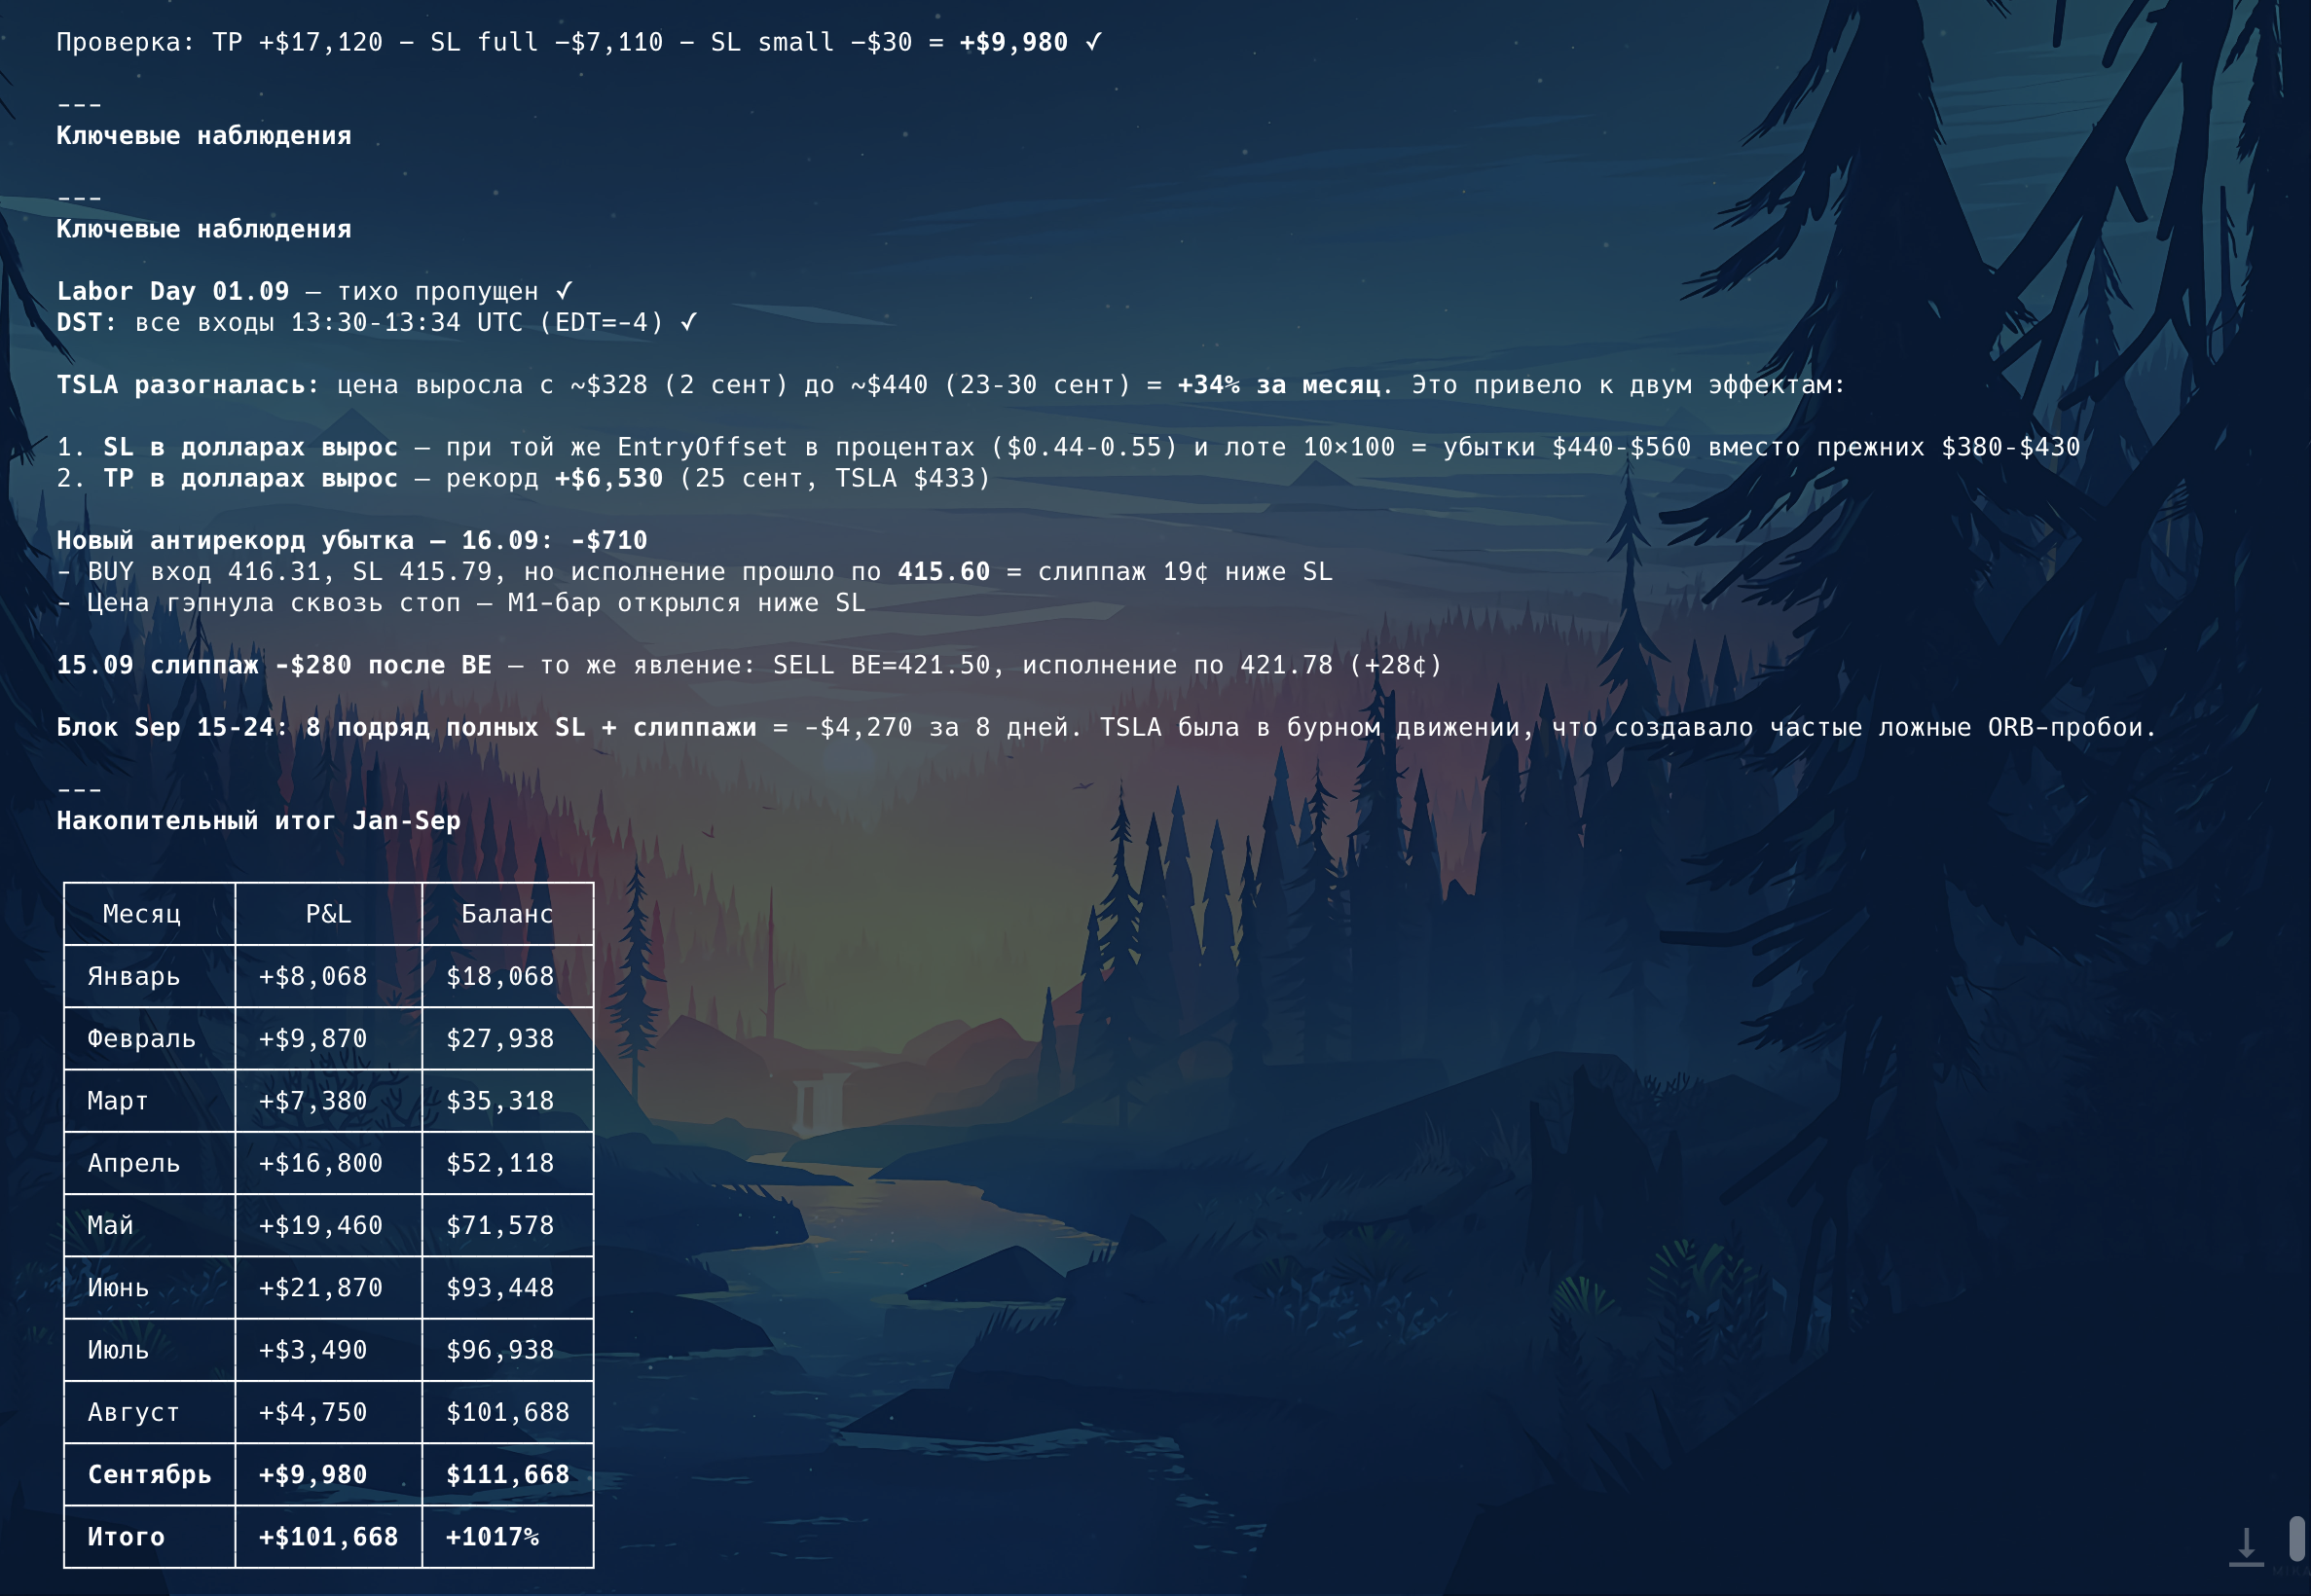 Проверка: TP +$17,120 − SL full −$7,110 − SL small −$30 = +$9,980 ✓
---
Ключевые наблюдения
---
Ключевые наблюдения
Labor Day 01.09 — тихо пропущен ✓
DST: все входы 13:30-13:34 UTC (EDT=-4) ✓
TSLA разогналась: цена выросла с ~$328 (2 сент) до ~$440 (23-30 сент) = +34% за месяц. Это привело к двум эффектам:
1. SL в долларах вырос — при той же EntryOffset в процентах ($0.44-0.55) и лоте 10×100 = убытки $440-$560 вместо прежних $380-$430
2. TP в долларах вырос — рекорд +$6,530 (25 сент, TSLA $433)
Новый антирекорд убытка — 16.09: -$710
- BUY вход 416.31, SL 415.79, но исполнение прошло по 415.60 = слиппаж 19¢ ниже SL
- Цена гэпнула сквозь стоп — M1-бар открылся ниже SL
15.09 слиппаж -$280 после BE — то же явление: SELL BE=421.50, исполнение по 421.78 (+28¢)
Блок Sep 15-24: 8 подряд полных SL + слиппажи = -$4,270 за 8 дней. TSLA была в бурном движении, что создавало частые ложные ORB-пробои.
---
Накопительный итог Jan-Sep
Месяц P&L Баланс
Январь +$8,068 $18,068
Февраль +$9,870 $27,938
Март +$7,380 $35,318
Апрель +$16,800 $52,118
Май +$19,460 $71,578
Июнь +$21,870 $93,448
Июль +$3,490 $96,938
Август +$4,750 $101,688
Сентябрь +$9,980 $111,668
Итого +$101,668 +1017%